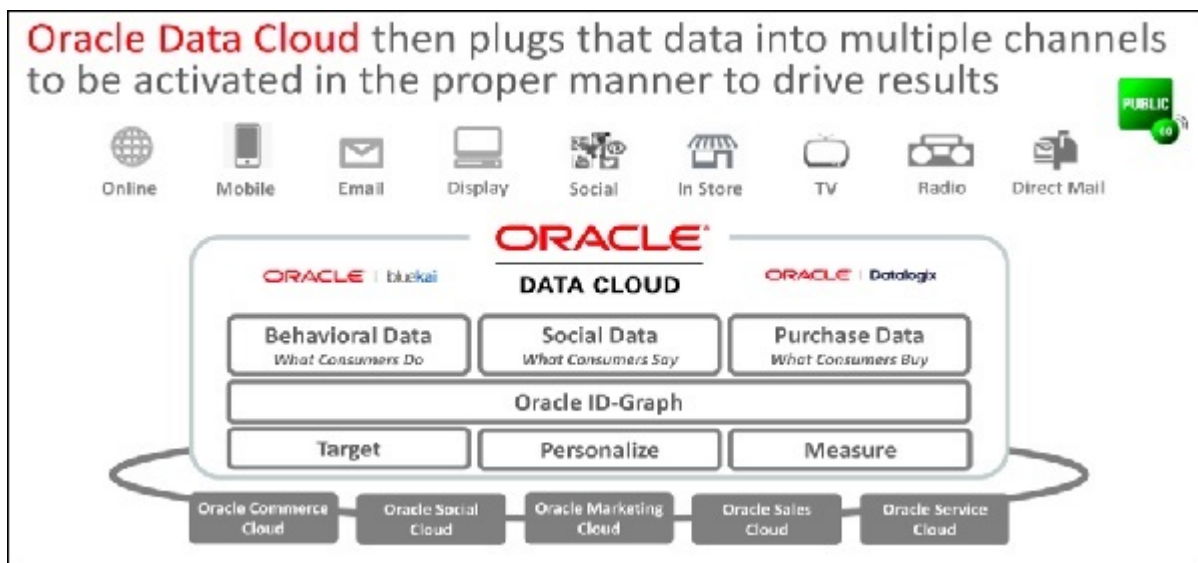 Oracle Data Cloud then plugs that data into multiple channels
to be activated in the proper manner to drive results
PUBLIC
Online Mobile Email Display Social In Store TV Radio Direct Mail
ORACLE
ORACLE | bluekai
DATA CLOUD
ORACLE | Datalogix
Behavioral Data
What Consumers Do
Social Data
What Consumers Say
Purchase Data
What Consumers Buy
Oracle ID-Graph
Target Personalize Measure
Oracle Commerce
Cloud
Oracle Social
Cloud
Oracle Marketing
Cloud
Oracle Sales
Cloud
Oracle Service
Cloud